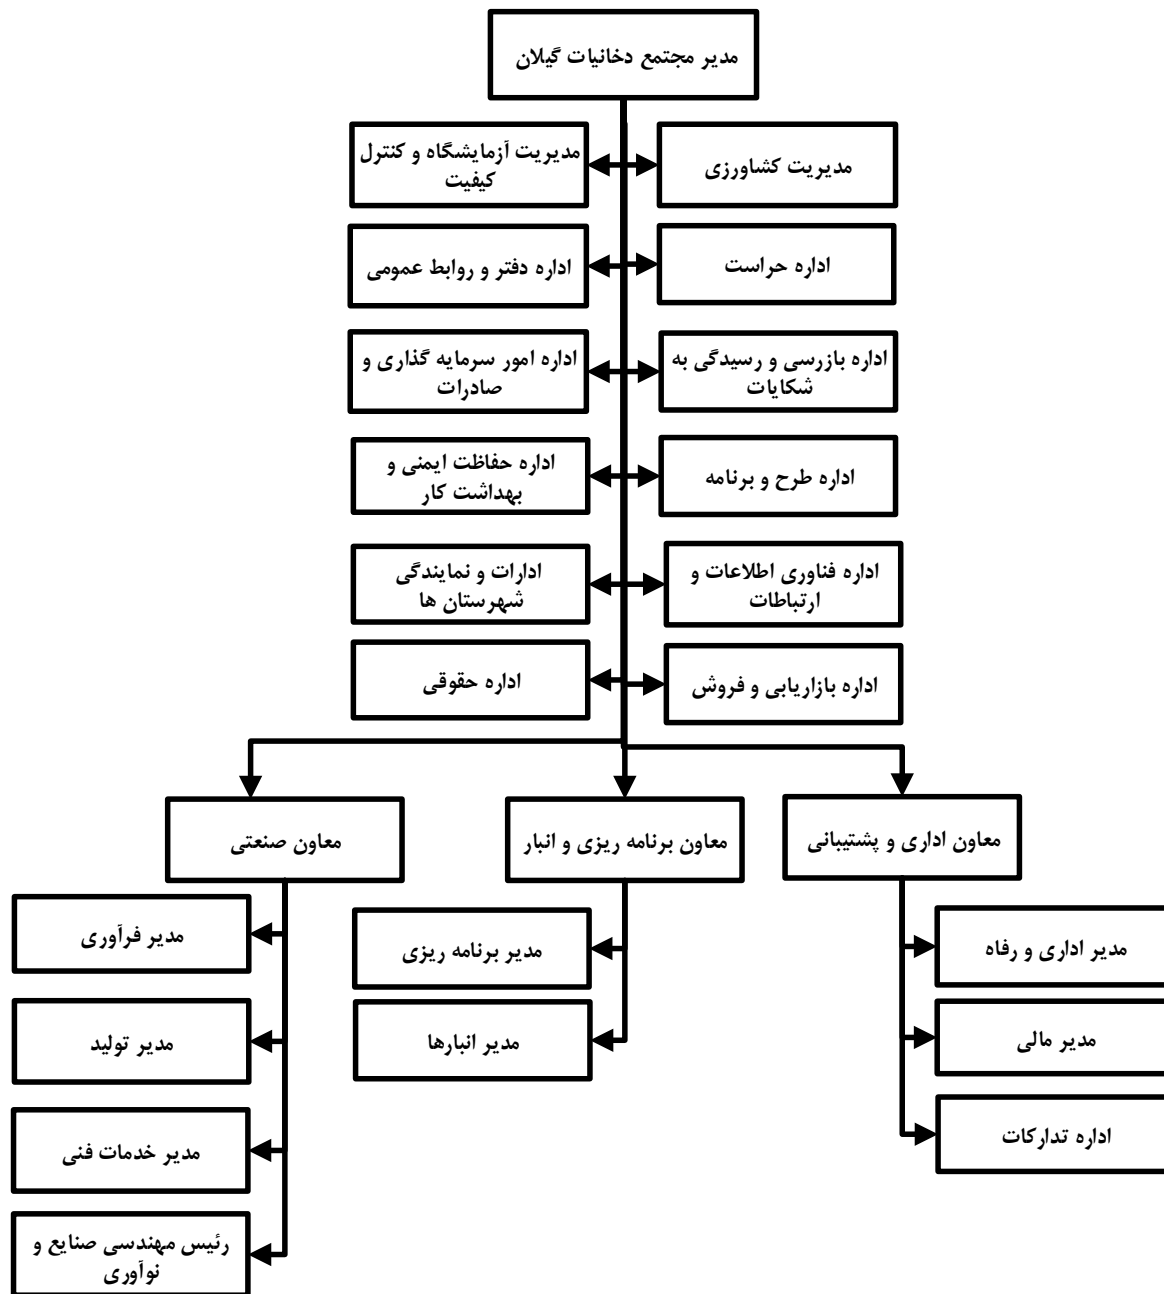 مدیر مجتمع دخانیات گیلان
مدیریت کشاورزی
مدیریت آزمایشگاه و کنترل
کیفیت
اداره حراست
اداره دفتر و روابط عمومی
اداره بازرسی و رسیدگی به
شکایات
اداره امور سرمایه گذاری و
صادرات
اداره طرح و برنامه
اداره حفاظت ایمنی و
بهداشت کار
اداره فناوری اطلاعات و
ارتباطات
ادارات و نمایندگی
شهرستان ها
اداره بازاریابی و فروش
اداره حقوقی
معاون اداری و پشتیبانی
معاون برنامه ریزی و انبار
معاون صنعتی
مدیر اداری و رفاه
مدیر مالی
اداره تدارکات
مدیر برنامه ریزی
مدیر انبارها
مدیر فرآوری
مدیر تولید
مدیر خدمات فنی
رئیس مهندسی صنایع و
نوآوری